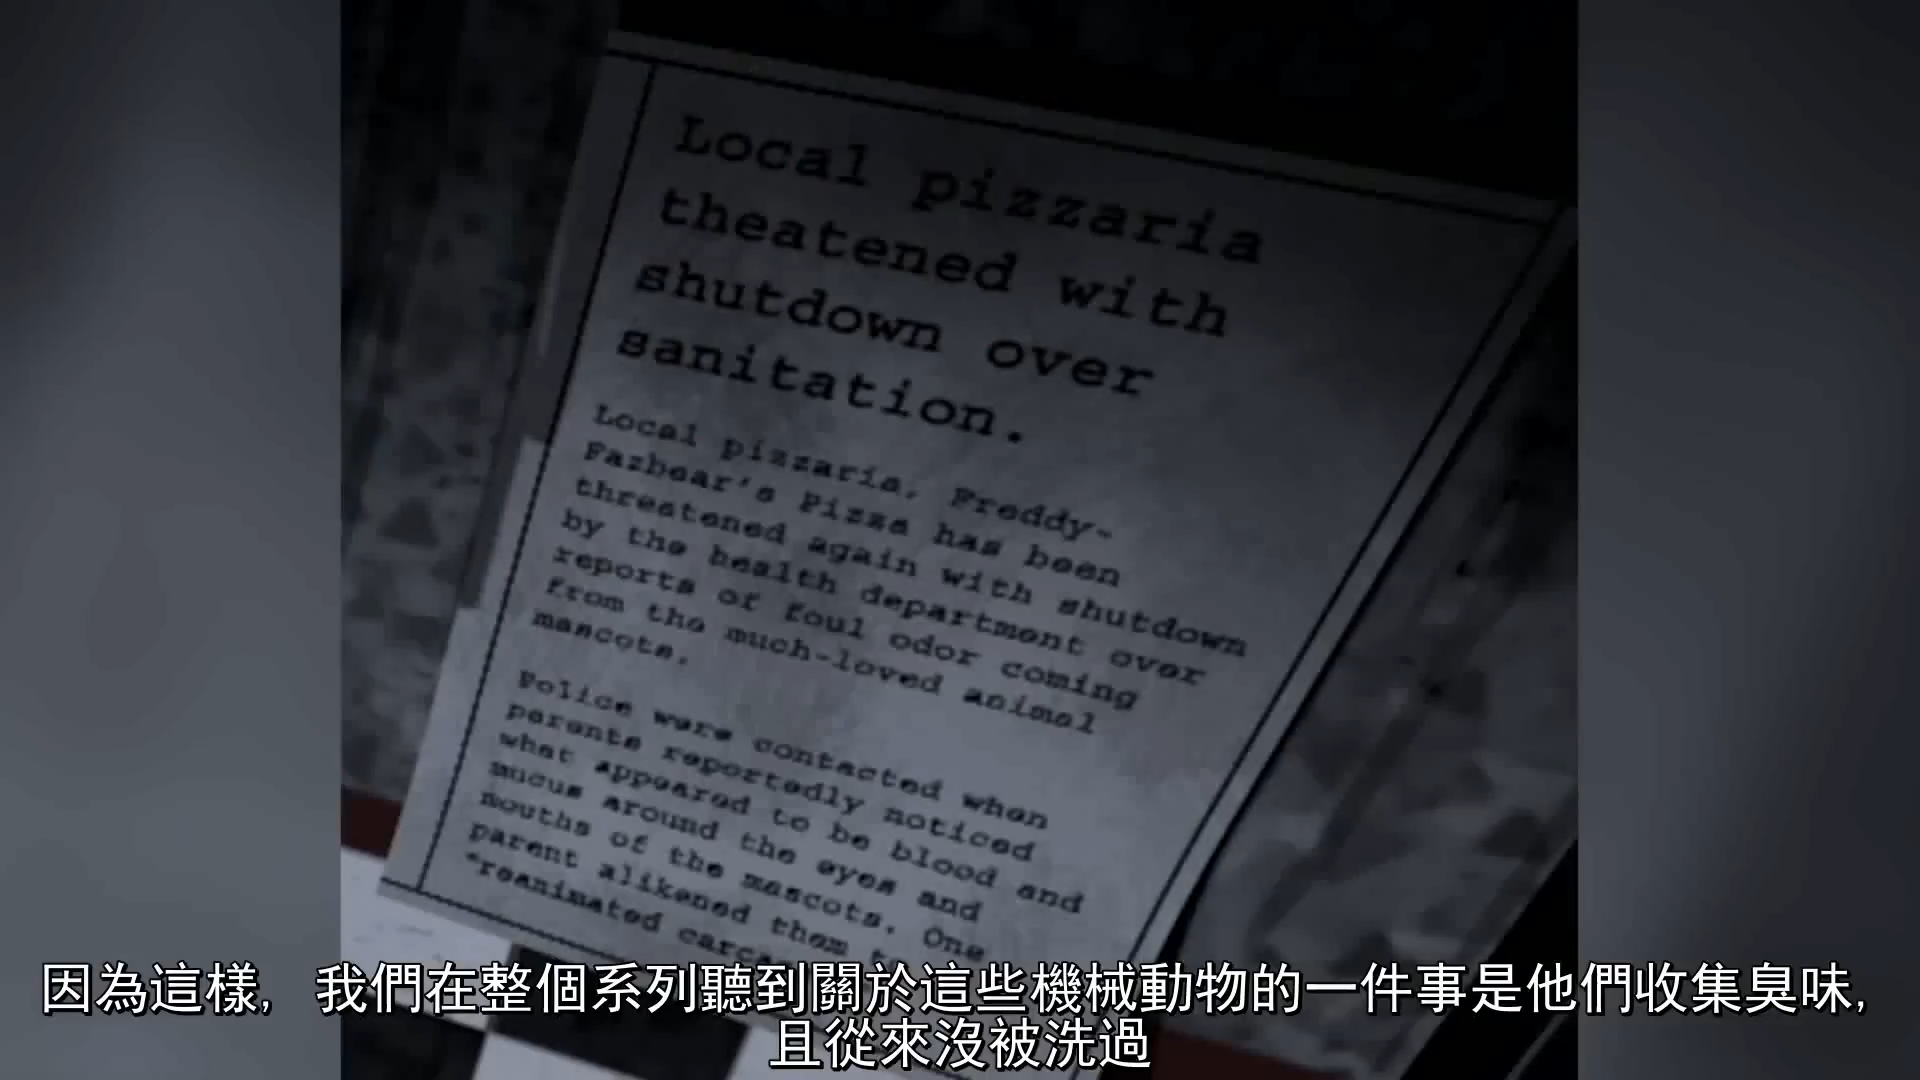 Local pizzaria
theatened with
shutdown over
sanitation.
Local pizzaria, Freddy-
Fazbear's Pizza has been
threatened again with shutdown
by the health department over
reports of foul odor coming
from the much-loved animal
mascots.
Police were contacted when
parents reportedly noticed
what appeared to be blood and
mucus around the eyes and
mouths of the mascots. One
parent alikened them to
"reanimated
因為這樣, 我們在整個系列聽到關於這些機械動物的一件事是他們收集臭味,
且從來沒被洗過